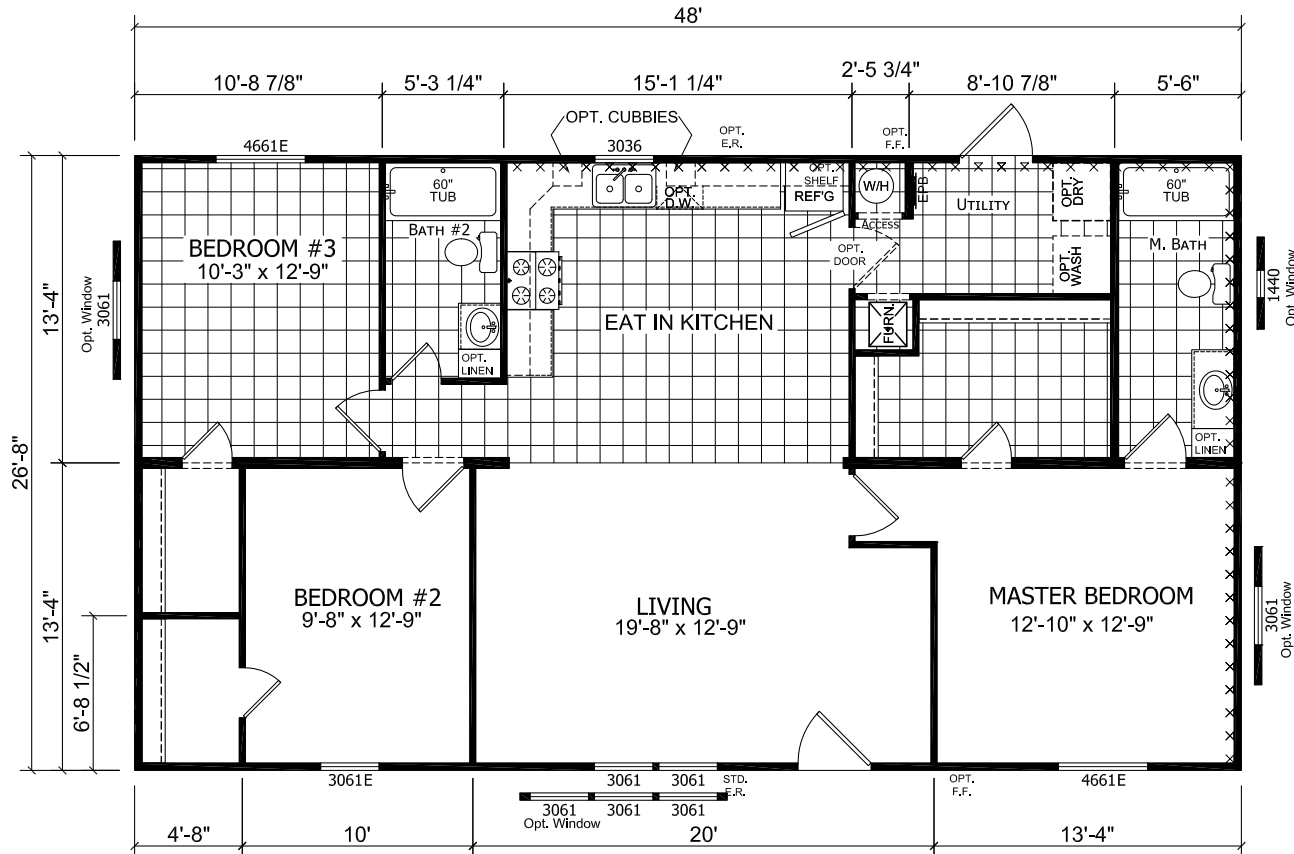 48'
10'-8 7/8"
5'-3 1/4"
15'-1 1/4"
2'-5 3/4"
8'-10 7/8"
5'-6"
OPT. CUBBIES
4661E
3036
OPT.
E.R.
OPT.
F.F.
60"
TUB
BATH #2
OPT.
LINEN
BEDROOM #3
10'-3" x 12'-9"
OPT.
D.W.
OPT.
SHELF
REF'G
W/H
ACCESS
EPB
UTILITY
OPT.
DRY
OPT.
WASH
OPT.
DOOR
FURN.
EAT IN KITCHEN
60"
TUB
M. BATH
OPT.
LINEN
Opt. Window
3061
1440
Opt. Window
26'-8"
13'-4"
13'-4"
6'-8 1/2"
BEDROOM #2
9'-8" x 12'-9"
LIVING
19'-8" x 12'-9"
MASTER BEDROOM
12'-10" x 12'-9"
3061
Opt. Window
3061E
3061
3061
STD.
E.R.
3061
3061
3061
Opt. Window
OPT.
F.F.
4661E
4'-8"
10'
20'
13'-4"